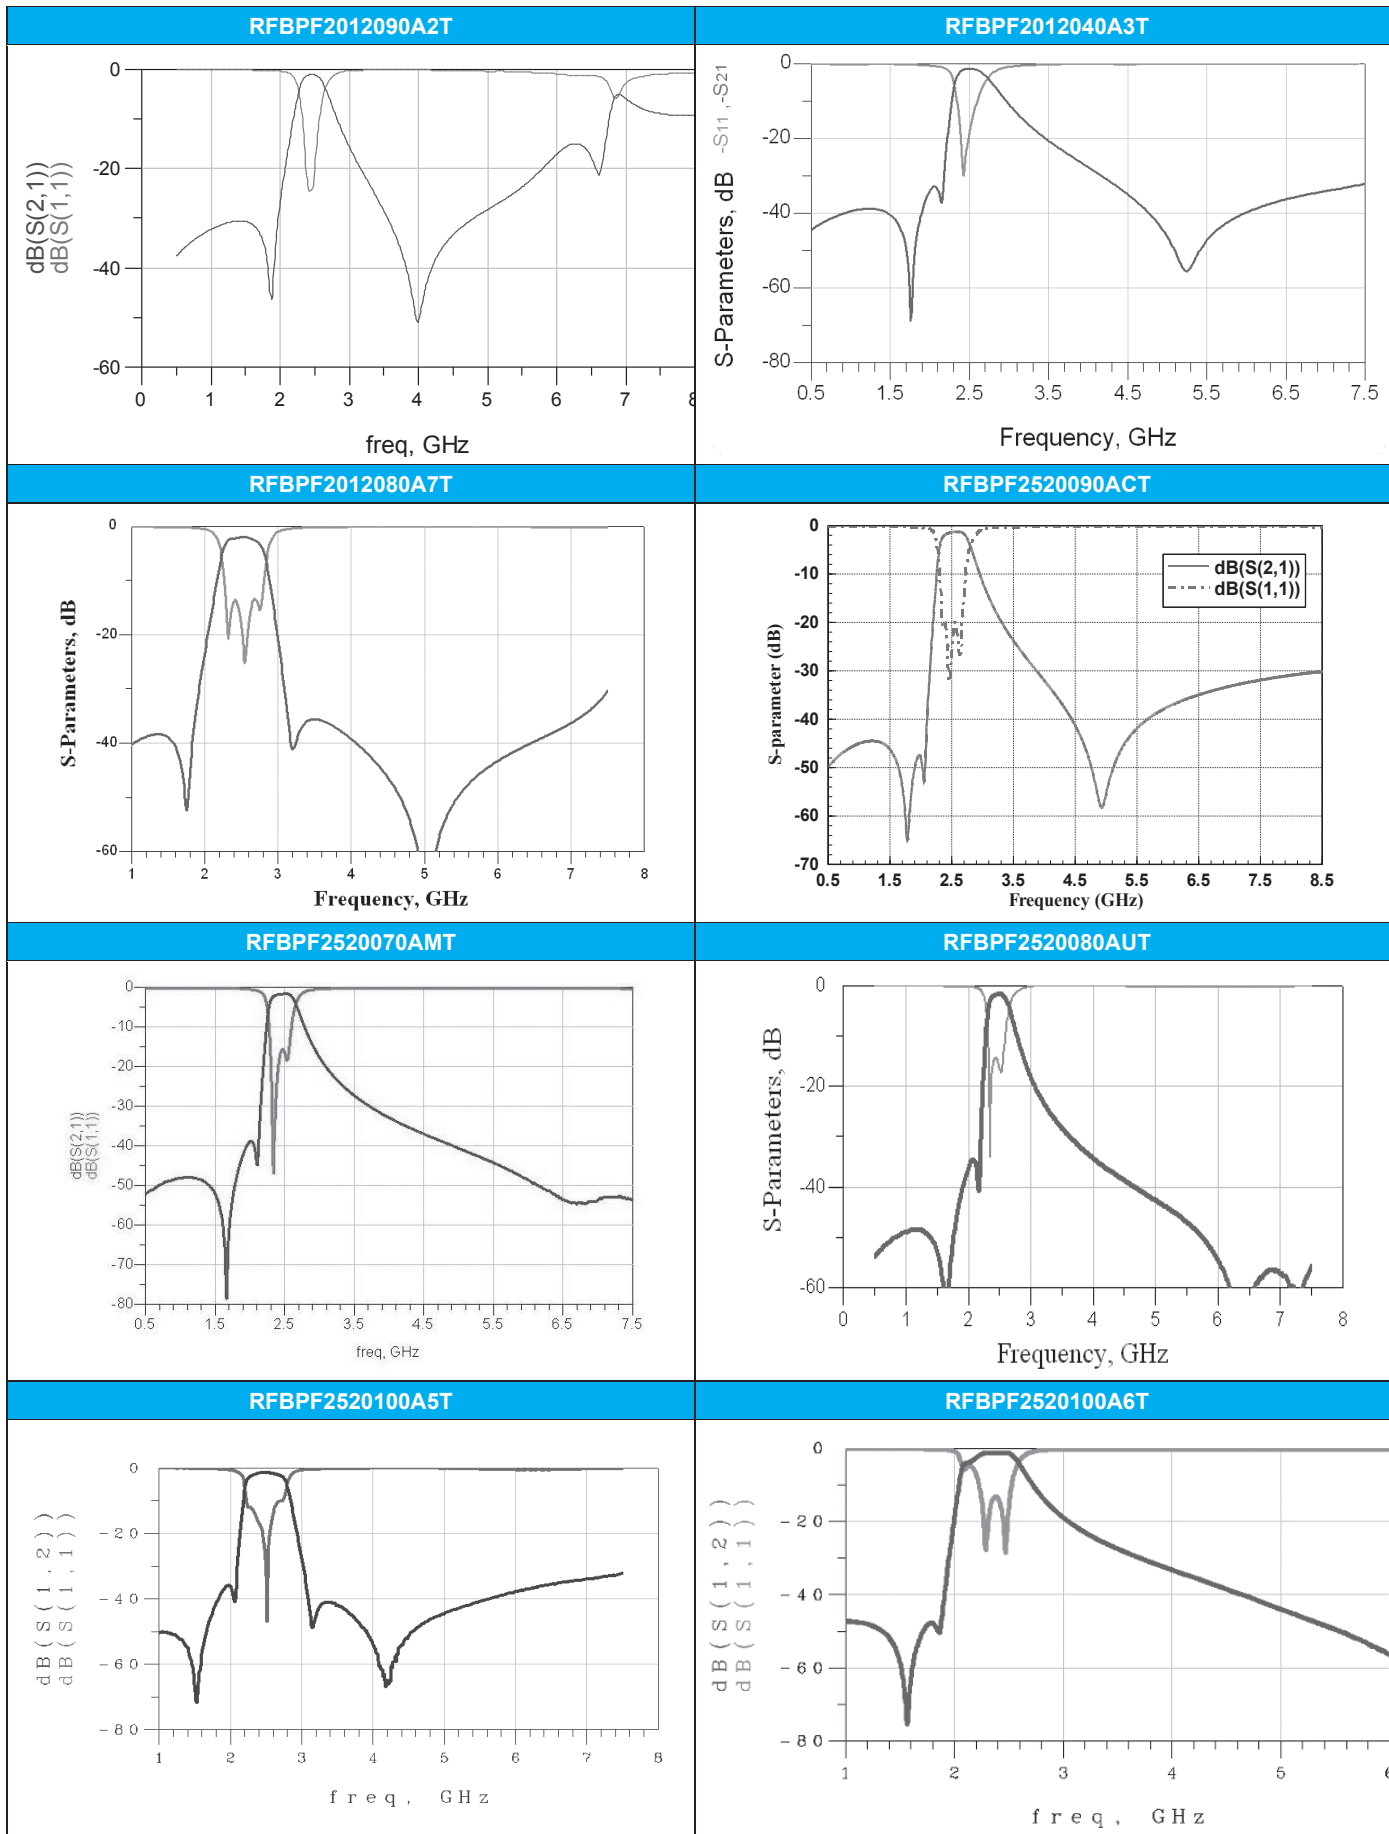 RFBPF2012090A2T
RFBPF2012040A3T
dB(S(2,1))
dB(S(1,1))
0
-20
-40
-60
0 1 2 3 4 5 6 7 8
freq, GHz
S-Parameters, dB -S11 ,-S21
0
-20
-40
-60
-80
0.5 1.5 2.5 3.5 4.5 5.5 6.5 7.5
Frequency, GHz
RFBPF2012080A7T
RFBPF2520090ACT
S-Parameters, dB
0
-20
-40
-60
1 2 3 4 5 6 7 8
Frequency, GHz
S-parameter (dB)
0
-10
-20
-30
-40
-50
-60
-70
dB(S(2,1))
dB(S(1,1))
0.5 1.5 2.5 3.5 4.5 5.5 6.5 7.5 8.5
Frequency (GHz)
RFBPF2520070AMT
RFBPF2520080AUT
dB(S(2,1))
dB(S(1,1))
0
-10
-20
-30
-40
-50
-60
-70
-80
0.5 1.5 2.5 3.5 4.5 5.5 6.5 7.5
freq, GHz
S-Parameters, dB
0
-20
-40
-60
0 1 2 3 4 5 6 7 8
Frequency, GHz
RFBPF2520100A5T
RFBPF2520100A6T
dB(S(1,2))
dB(S(1,1))
0
-20
-40
-60
-80
1 2 3 4 5 6 7 8
freq, GHz
dB(S(1,2))
dB(S(1,1))
0
-20
-40
-60
-80
1 2 3 4 5 6
freq, GHz